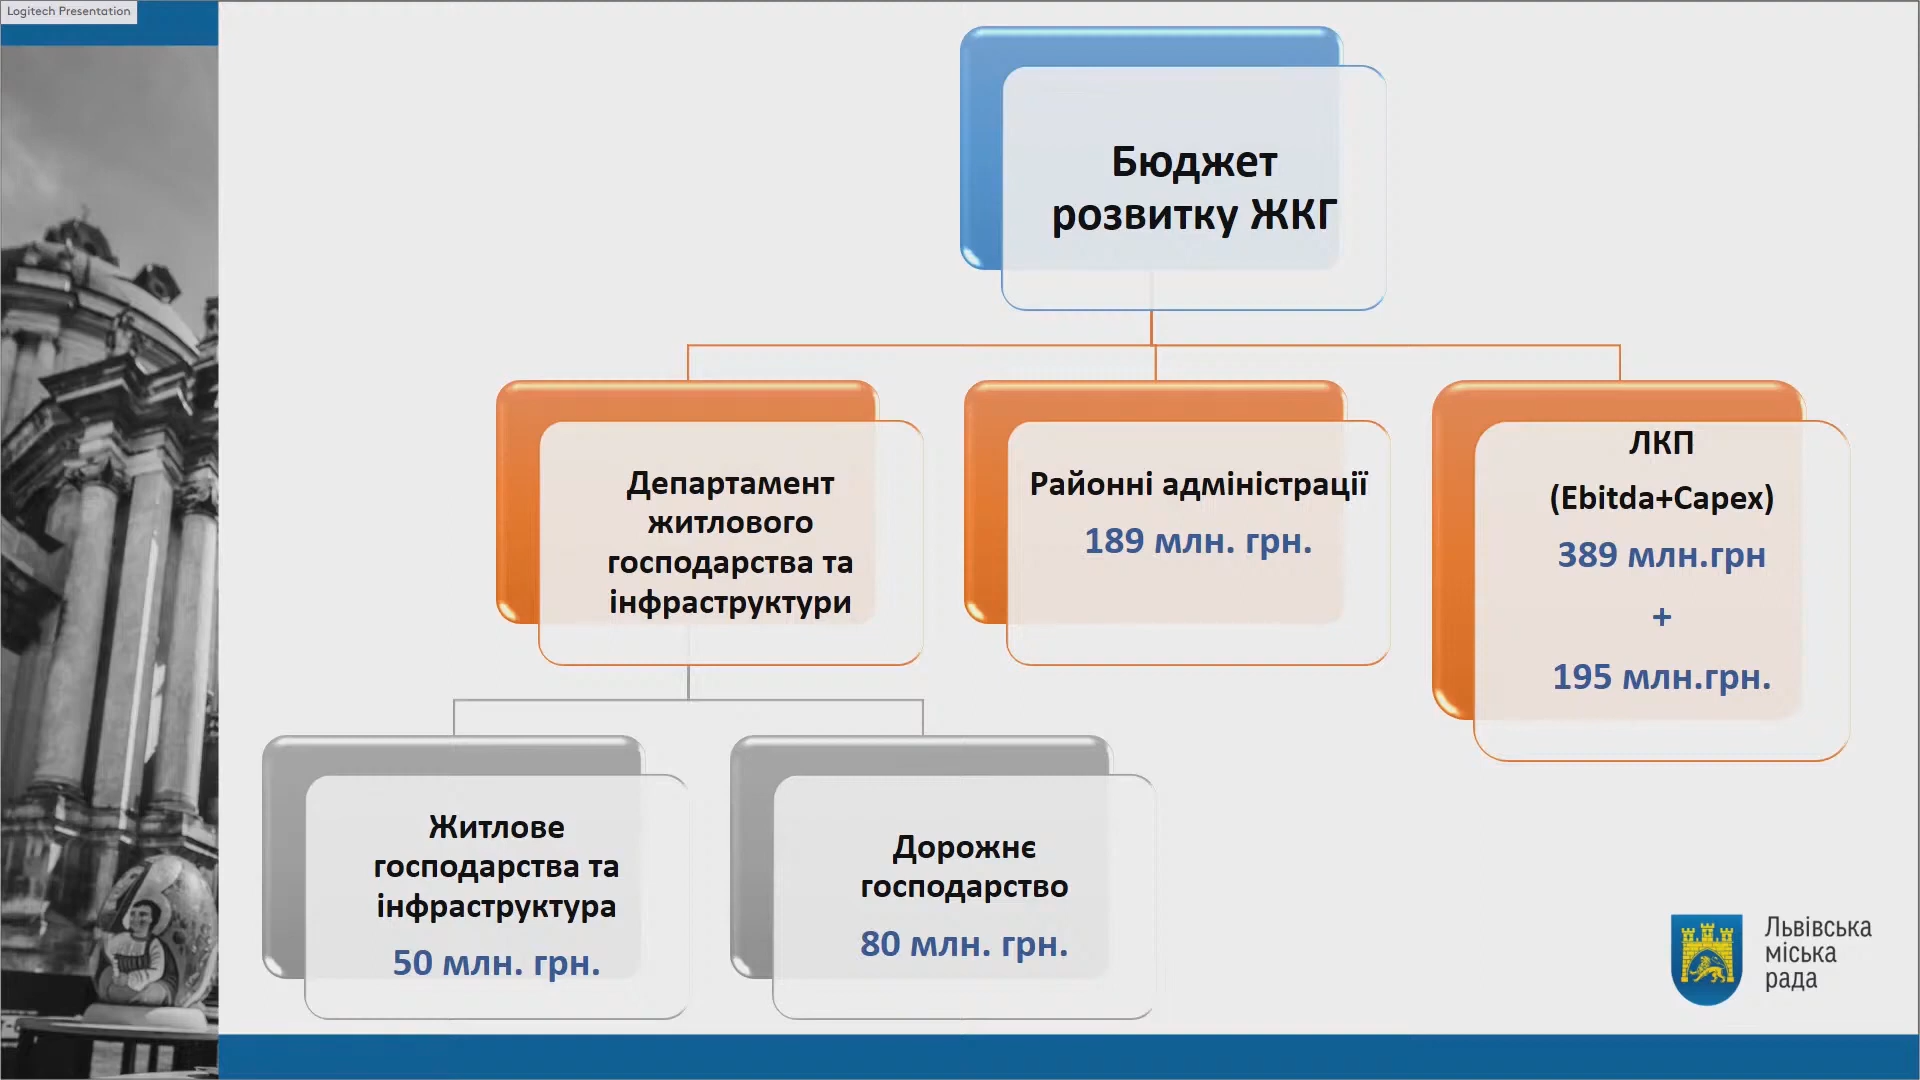 Logitech Presentation
Бюджет
розвитку ЖКГ
Департамент
житлового
господарства та
інфраструктури
Районні адміністрації
189 млн. грн.
ЛКП
(Ebitda+Capex)
389 млн.грн
+
195 млн.грн.
Житлове
господарства та
інфраструктура
50 млн. грн.
Дорожнє
господарство
80 млн. грн.
Львівська
міська
рада